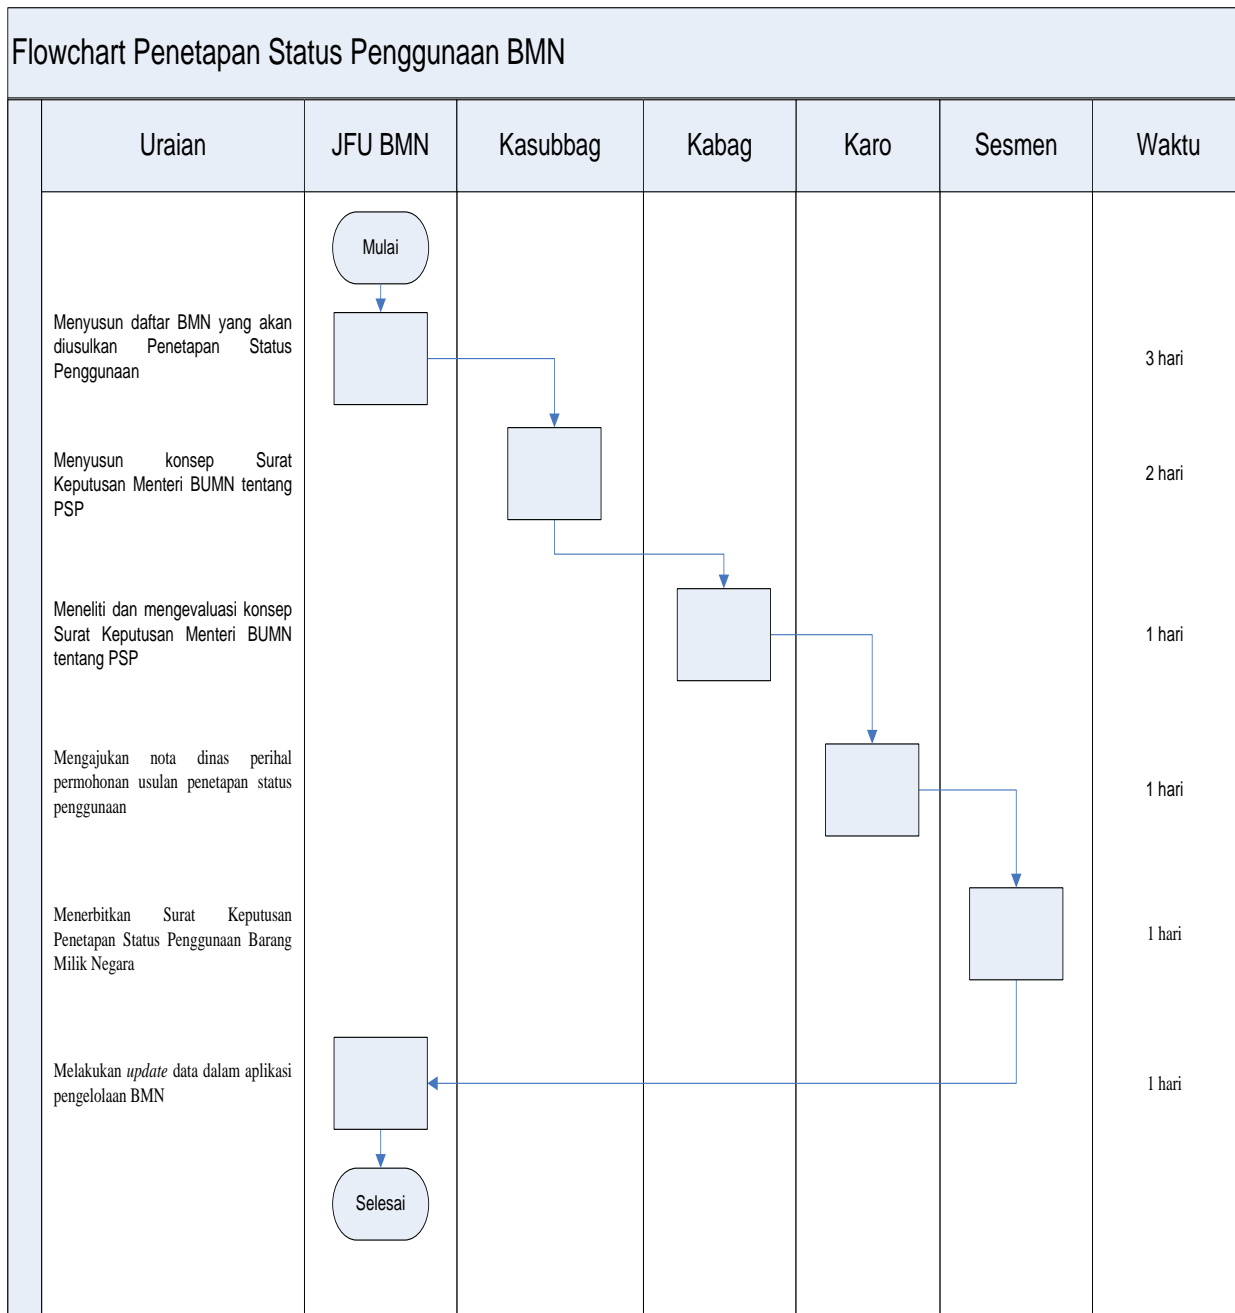 Flowchart Penetapan Status Penggunaan BMN
Uraian JFU BMN Kasubbag Kabag Karo Sesmen Waktu
Mulai
Menyusun daftar BMN yang akan
diusulkan Penetapan Status
Penggunaan
3 hari
Menyusun konsep Surat
Keputusan Menteri BUMN tentang
PSP
2 hari
Meneliti dan mengevaluasi konsep
Surat Keputusan Menteri BUMN
tentang PSP
1 hari
Mengajukan nota dinas perihal
permohonan usulan penetapan status
penggunaan
1 hari
Menerbitkan Surat Keputusan
Penetapan Status Penggunaan Barang
Milik Negara
1 hari
Melakukan update data dalam aplikasi
pengelolaan BMN
1 hari
Selesai